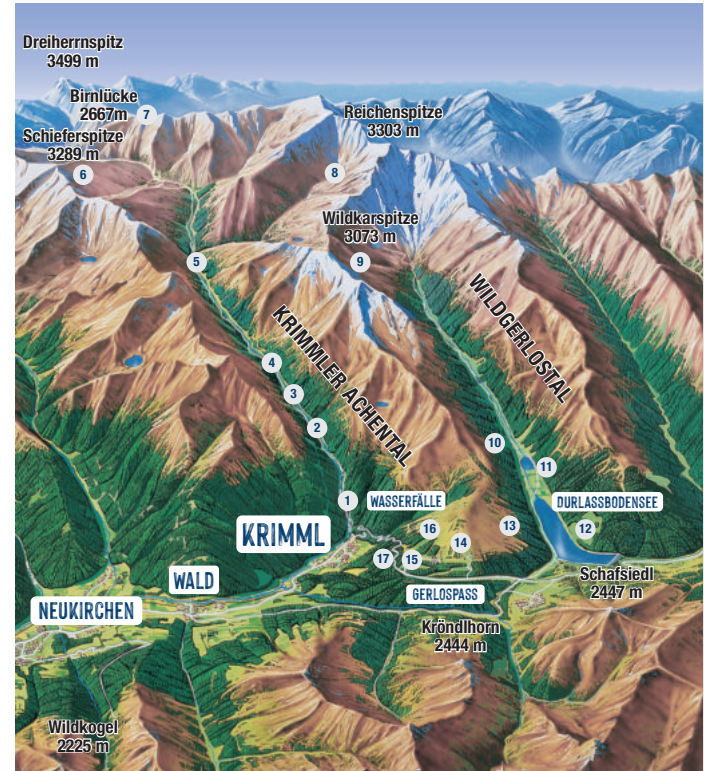 Dreiherrnspitz
3499 m
Birnlücke
2667m
7
Schieferspitze
3289 m
6
Reichenspitze
3303 m
8
Wildkarspitze
3073 m
5
9
WILDGERLOSTAL
KRIMMLER ACHENTAL
4
3
2
10
11
1
WASSERFÄLLE
DURLASSBODENSEE
KRIMML
16
14
13
12
17
15
WALD
Schafsiedl
2447 m
NEUKIRCHEN
GERLOSPASS
Kröndlhorn
2444 m
Wildkogel
2225 m